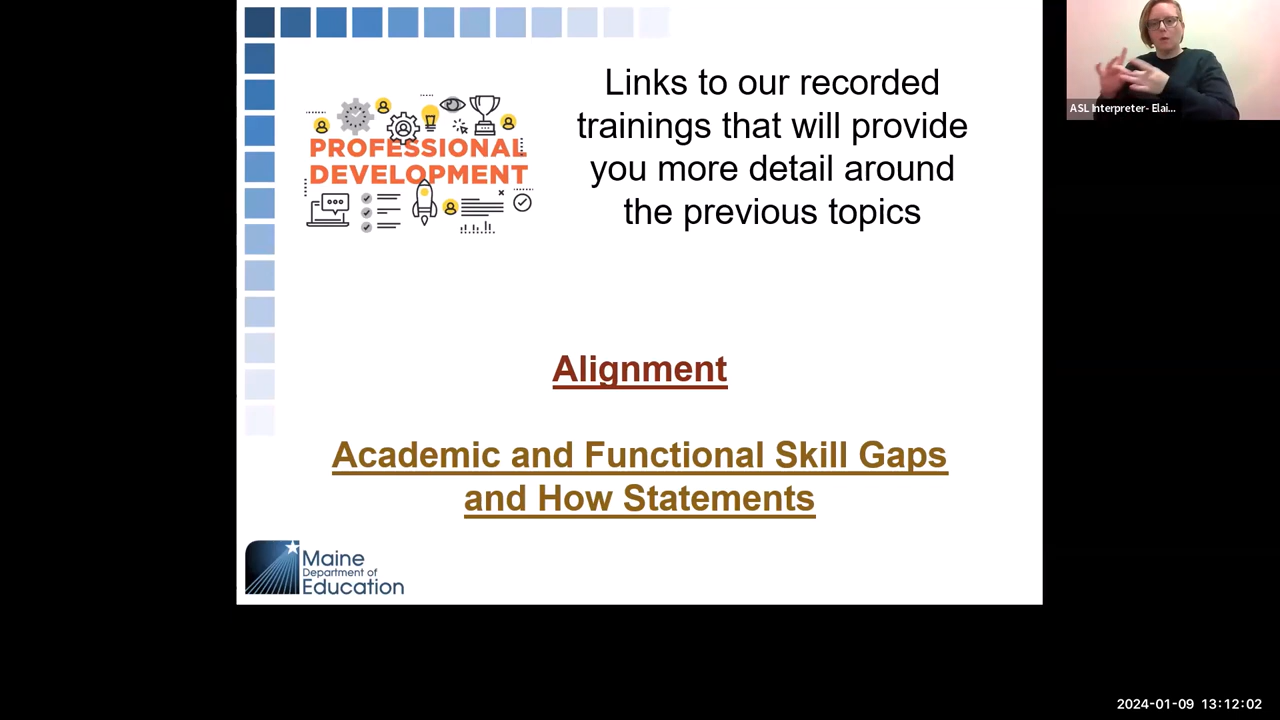 Links to our recorded
trainings that will provide
you more detail around
the previous topics
PROFESSIONAL
DEVELOPMENT
Alignment
Academic and Functional Skill Gaps
and How Statements
Maine
Department of
Education
ASL Interpreter- Elai...
2024-01-09 13:12:02